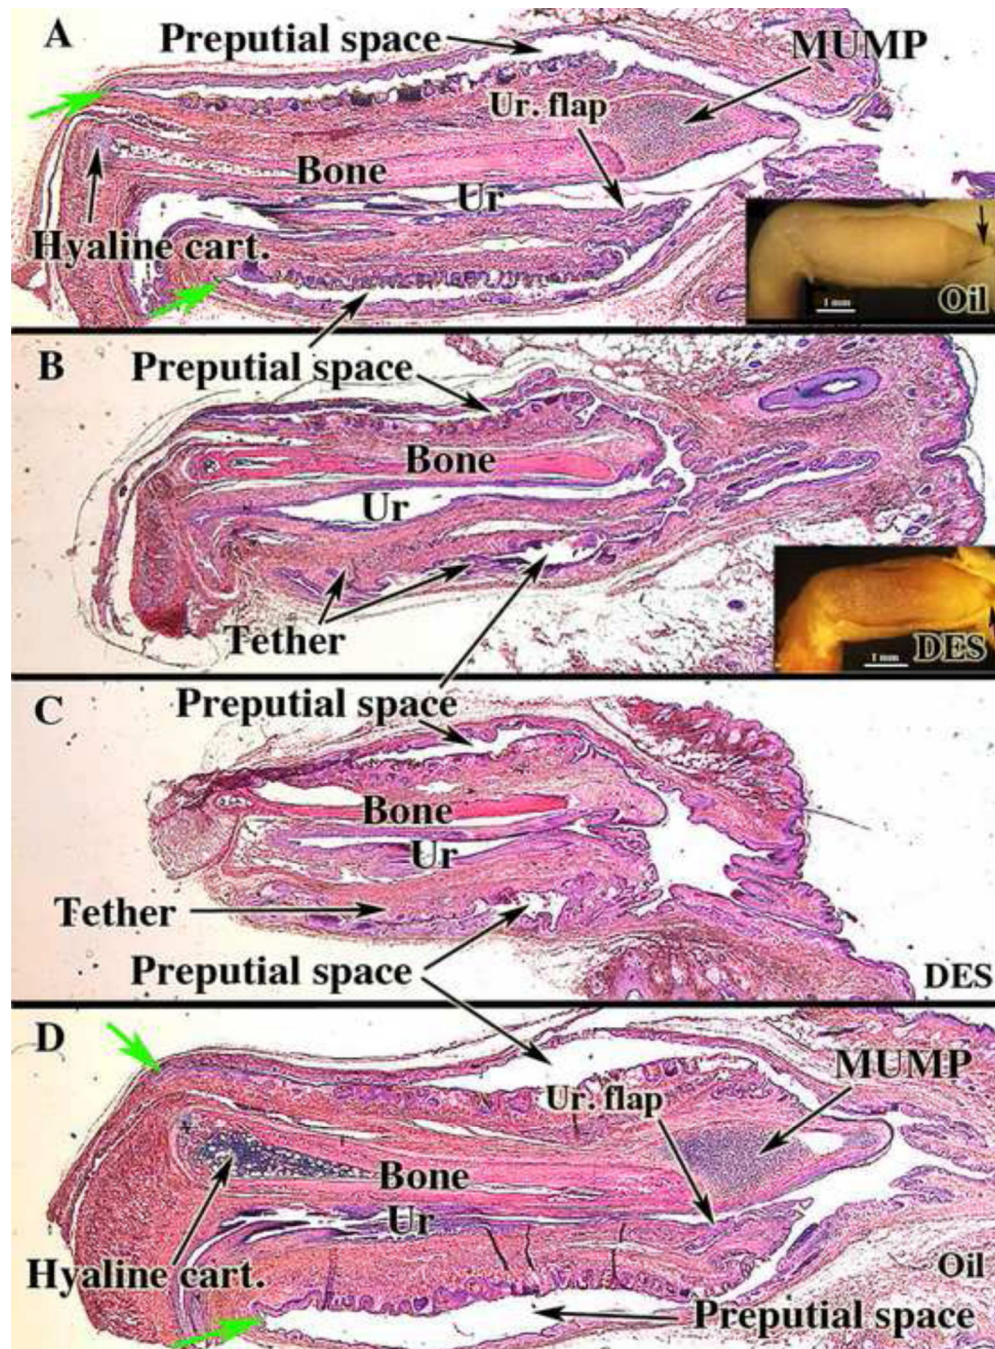 A
Preputial space
MUMP
Ur. flap
Bone
Ur
Hyaline cart.
1 mm
Oil
B
Preputial space
Bone
Ur
Tether
1 mm
DES
C
Preputial space
Bone
Ur
Tether
Preputial space
DES
D
MUMP
Ur. flap
Bone
Ur
Hyaline cart.
Oil
Preputial space